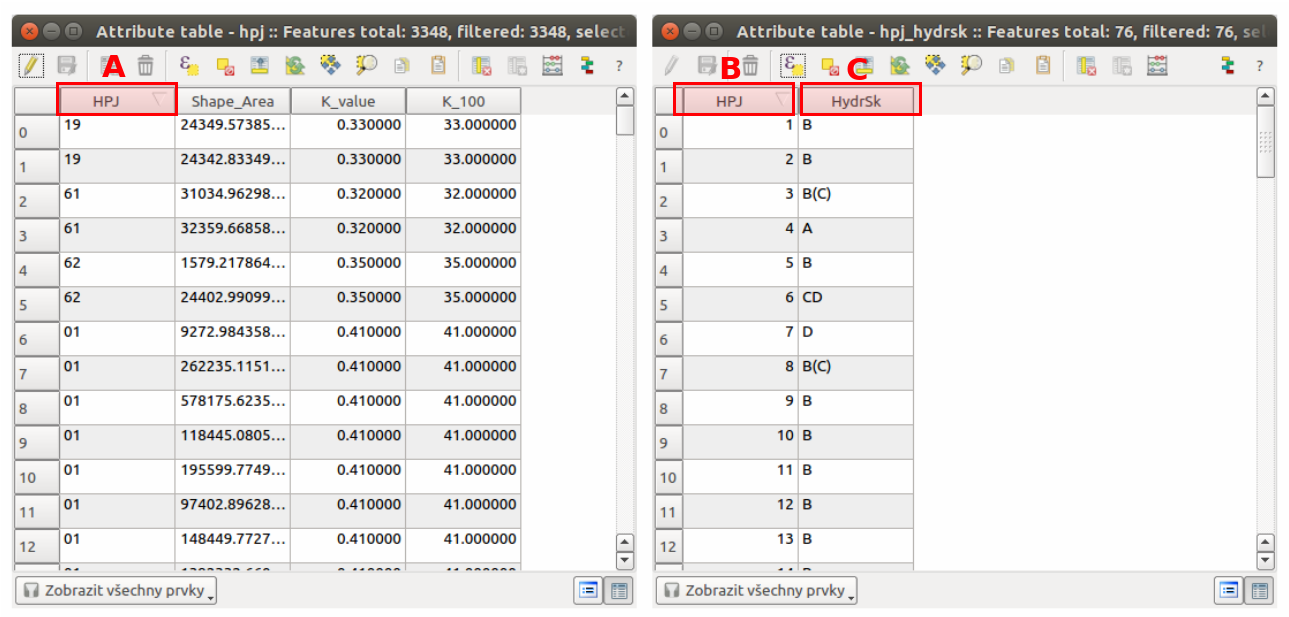 Attribute table - hpj :: Features total: 3348, filtered: 3348, select
A
ε
?
HPJ Shape_Area K_value K_100
0 19 24349.57385... 0.330000 33.000000
1 19 24342.83349... 0.330000 33.000000
2 61 31034.96298... 0.320000 32.000000
3 61 32359.66858... 0.320000 32.000000
4 62 1579.217864... 0.350000 35.000000
5 62 24402.99099... 0.350000 35.000000
6 01 9272.984358... 0.410000 41.000000
7 01 262235.1151... 0.410000 41.000000
8 01 578175.6235... 0.410000 41.000000
9 01 118445.0805... 0.410000 41.000000
10 01 195599.7749... 0.410000 41.000000
11 01 97402.89628... 0.410000 41.000000
12 01 148449.7727... 0.410000 41.000000
Zobrazit všechny prvky
Attribute table - hpj_hydrsk :: Features total: 76, filtered: 76, sel
B
ε
C
?
HPJ HydrSk
0 1 B
1 2 B
2 3 B(C)
3 4 A
4 5 B
5 6 CD
6 7 D
7 8 B(C)
8 9 B
9 10 B
10 11 B
11 12 B
12 13 B
Zobrazit všechny prvky